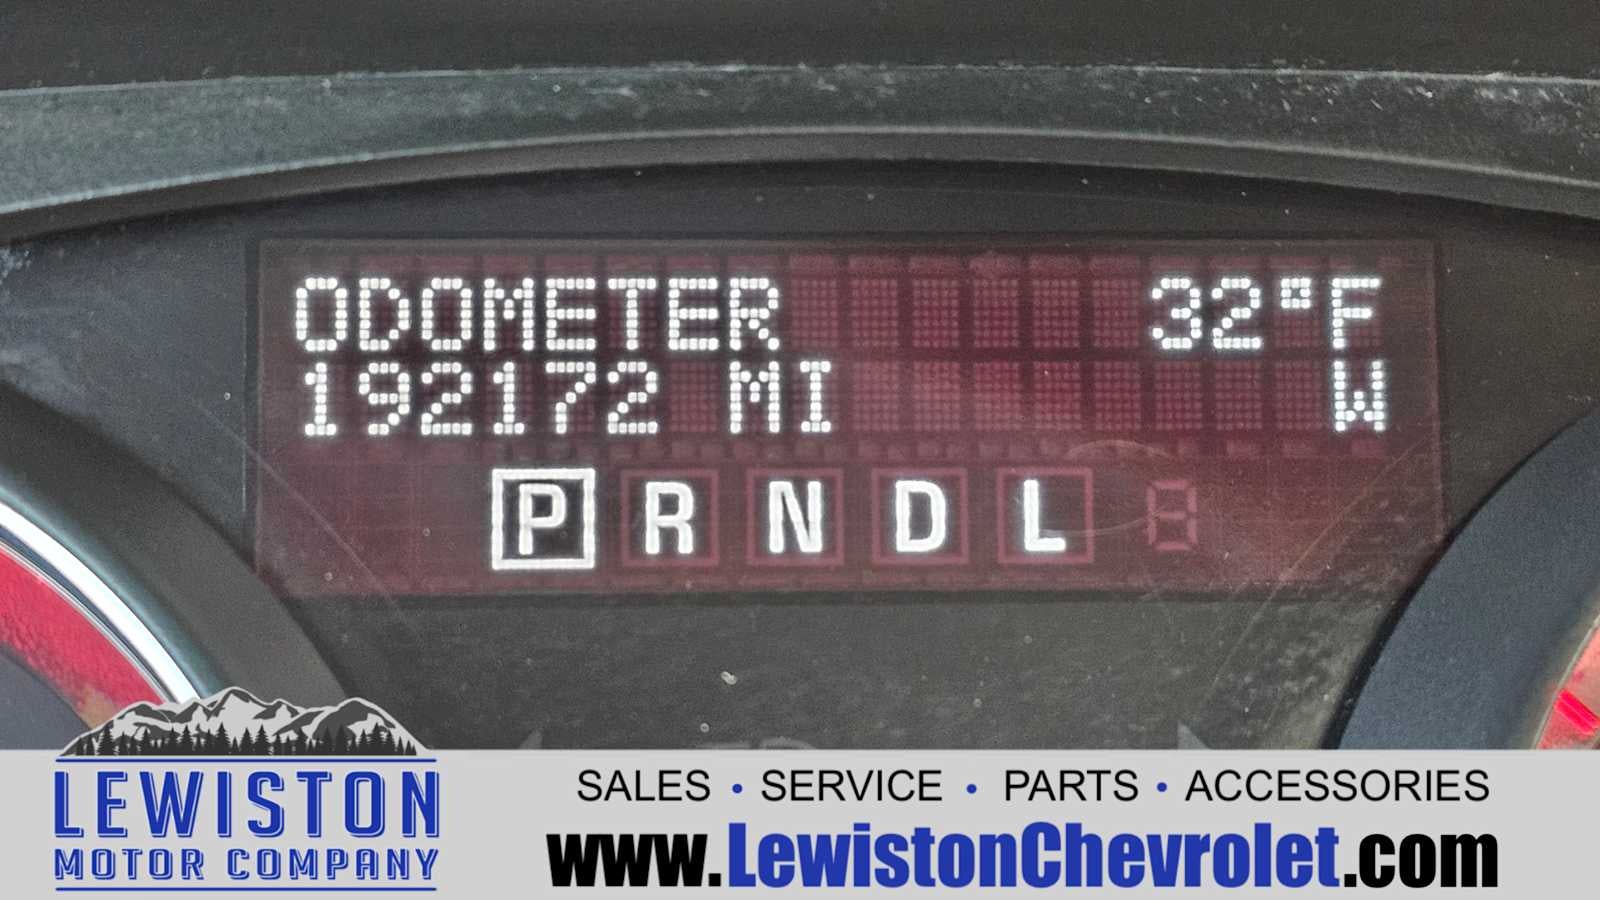 ODOMETER 32°F
192172 MI W
P R N D L
LEWISTON
MOTOR COMPANY
SALES • SERVICE • PARTS • ACCESSORIES
www.LewistonChevrolet.com